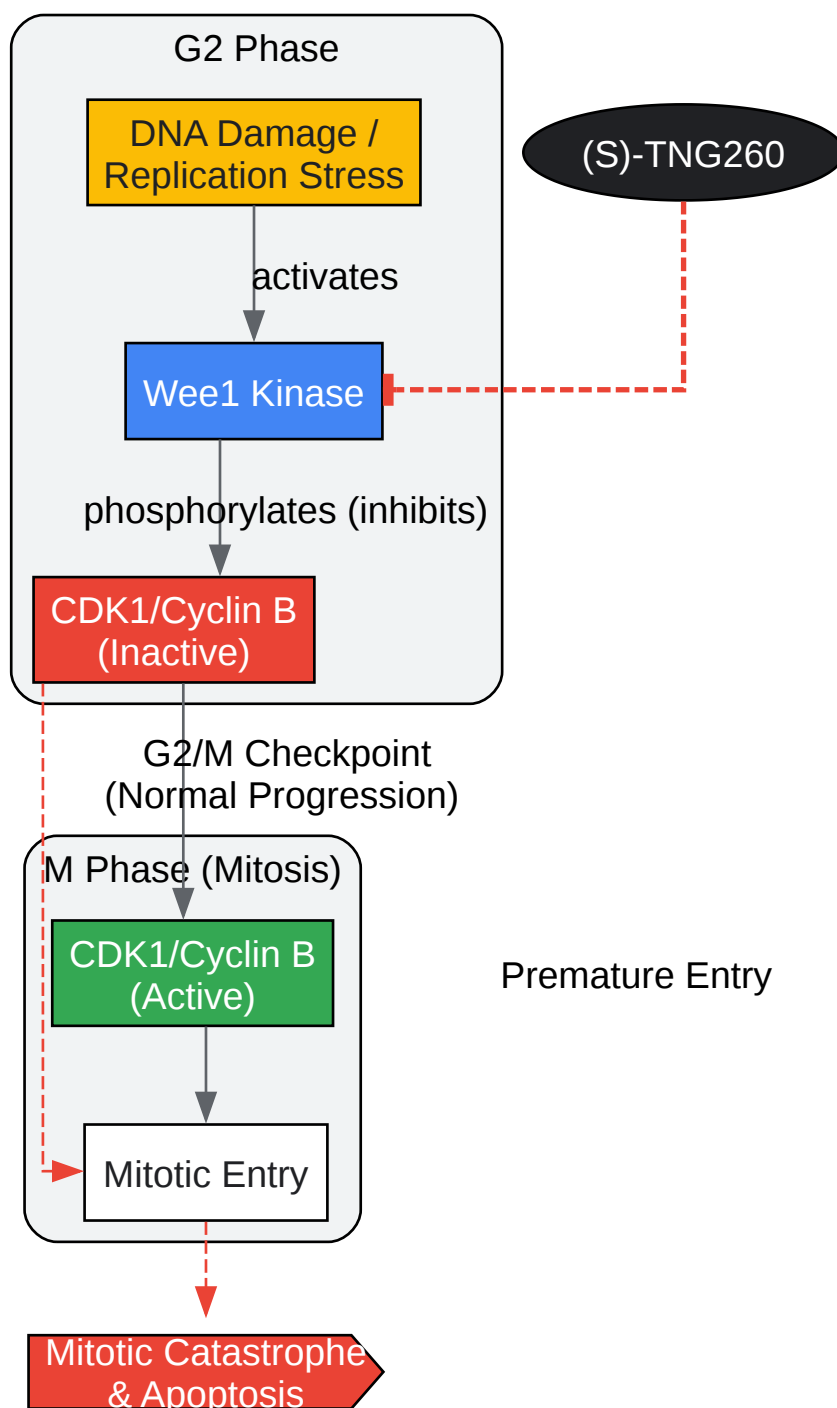 G2 Phase
DNA Damage /
Replication Stress
(S)-TNG260
activates
Wee1 Kinase
phosphorylates (inhibits)
CDK1/Cyclin B
(Inactive)
G2/M Checkpoint
(Normal Progression)
M Phase (Mitosis)
CDK1/Cyclin B
(Active)
Premature Entry
Mitotic Entry
Mitotic Catastrophe
& Apoptosis